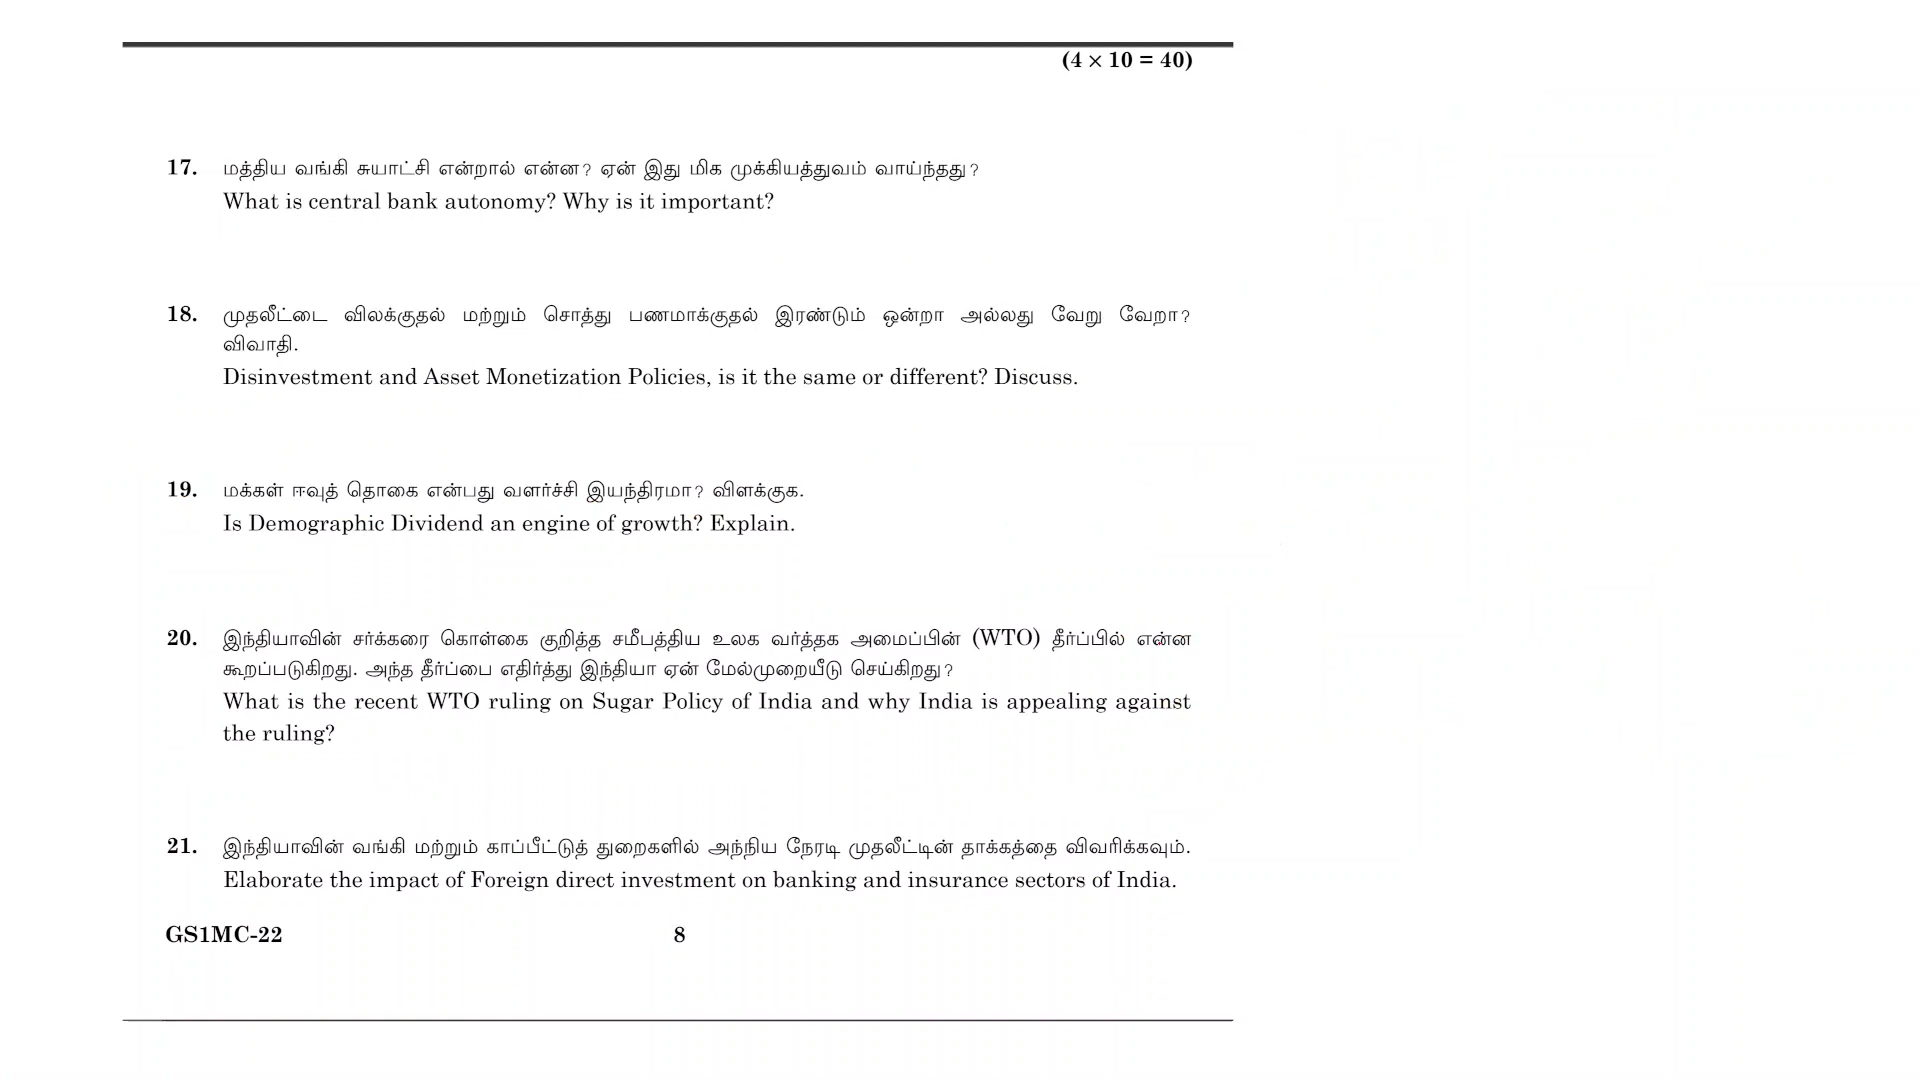 (4 × 10 = 40)
17. மத்திய வங்கி சுயாட்சி என்றால் என்ன? ஏன் இது மிக முக்கியத்துவம் வாய்ந்தது?
What is central bank autonomy? Why is it important?
18. முதலீட்டை விலக்குதல் மற்றும் சொத்து பணமாக்குதல் இரண்டும் ஒன்றா அல்லது வேறு வேறா?
விவாதி.
Disinvestment and Asset Monetization Policies, is it the same or different? Discuss.
19. மக்கள் ஈவுத் தொகை என்பது வளர்ச்சி இயந்திரமா? விளக்குக.
Is Demographic Dividend an engine of growth? Explain.
20. இந்தியாவின் சர்க்கரை கொள்கை குறித்த சமீபத்திய உலக வர்த்தக அமைப்பின் (WTO) தீர்ப்பில் என்ன
கூறப்படுகிறது. அந்த தீர்ப்பை எதிர்த்து இந்தியா ஏன் மேல்முறையீடு செய்கிறது?
What is the recent WTO ruling on Sugar Policy of India and why India is appealing against
the ruling?
21. இந்தியாவின் வங்கி மற்றும் காப்பீட்டுத் துறைகளில் அந்நிய நேரடி முதலீட்டின் தாக்கத்தை விவரிக்கவும்.
Elaborate the impact of Foreign direct investment on banking and insurance sectors of India.
GS1MC-22 8